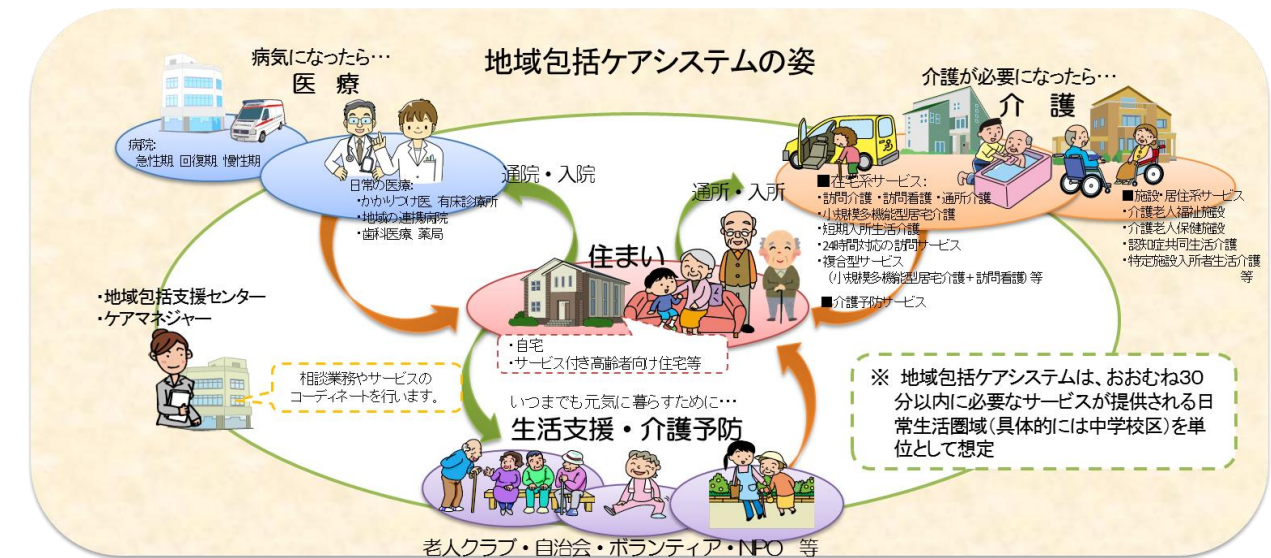 地域包括ケアシステムの姿
病気になったら…
医 療
病院:
急性期 回復期 慢性期
日常の医療:
・かかりつけ医 有床診療所
・地域の連携病院
・歯科医療 薬局
通院・入院
通所・入所
介護が必要になったら…
介 護
■在宅系サービス:
・訪問介護・訪問看護・通所介護
・小規模多機能型居宅介護
・短期入所生活介護
・24時間対応の訪問サービス
・複合型サービス
(小規模多機能型居宅介護+訪問看護)等
■介護予防サービス
■施設・居住系サービス
・介護老人福祉施設
・介護老人保健施設
・認知症共同生活介護
・特定施設入所者生活介護
等
住まい
・自宅
・サービス付き高齢者向け住宅等
・地域包括支援センター
・ケアマネジャー
相談業務やサービスの
コーディネートを行います。
いつまでも元気に暮らすために…
生活支援・介護予防
老人クラブ・自治会・ボランティア・NPO 等
※ 地域包括ケアシステムは、おおむね30
分以内に必要なサービスが提供される日
常生活圏域(具体的には中学校区)を単
位として想定